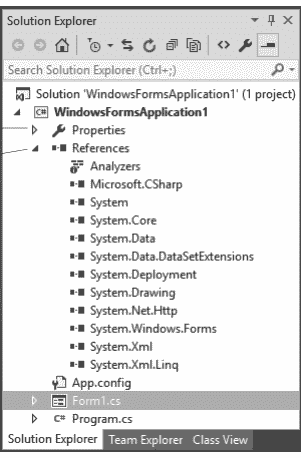 Solution Explorer
Search Solution Explorer (Ctrl+;)
Solution 'WindowsFormsApplication1' (1 project)
C# WindowsFormsApplication1
Properties
References
Analyzers
Microsoft.CSharp
System
System.Core
System.Data
System.Data.DataSetExtensions
System.Deployment
System.Drawing
System.Net.Http
System.Windows.Forms
System.Xml
System.Xml.Linq
App.config
Form1.cs
C# Program.cs
Solution Explorer Team Explorer Class View